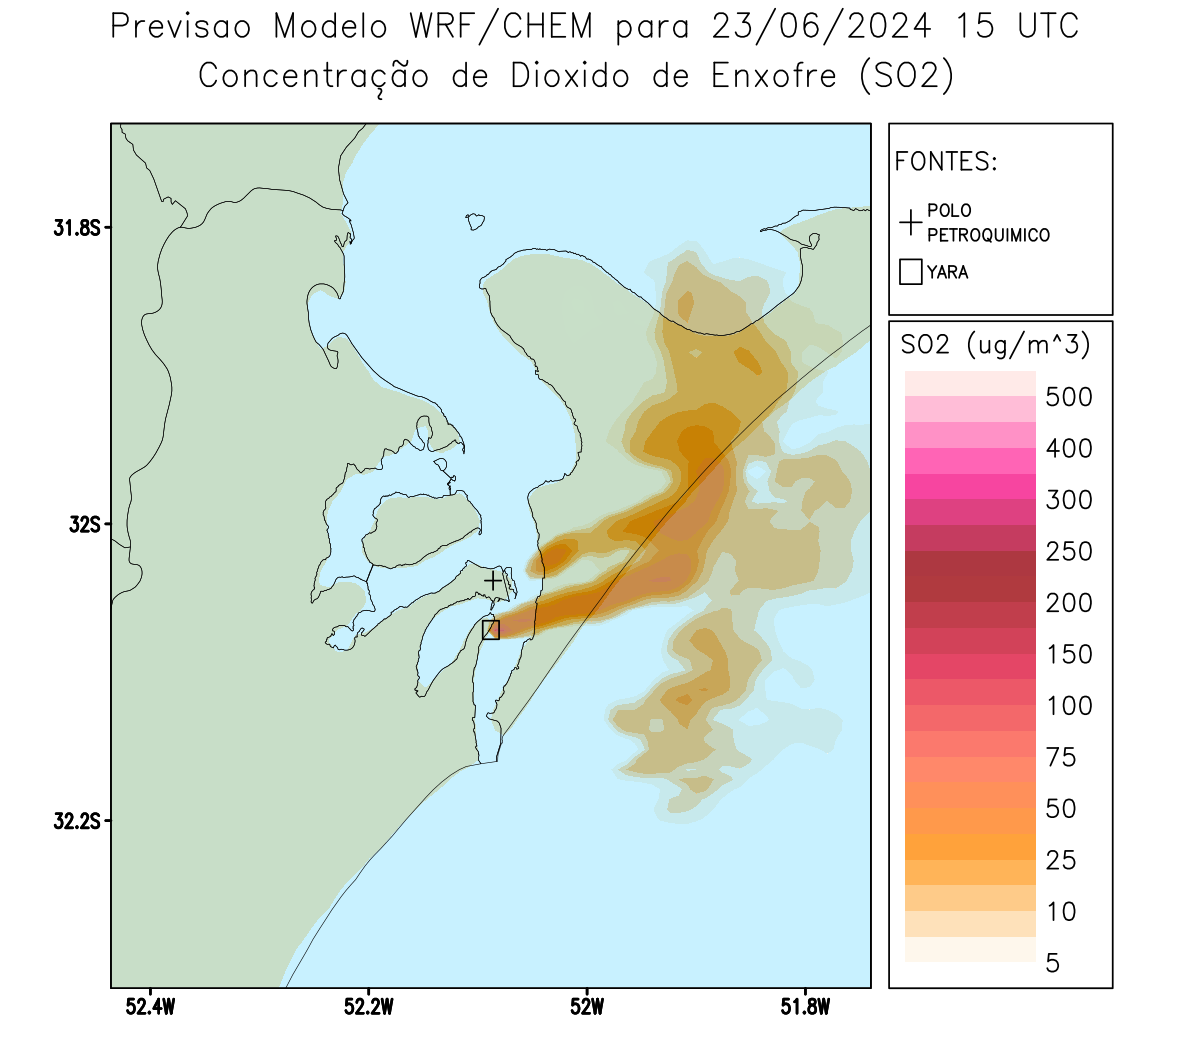 Previsao Modelo WRF/CHEM para 23/06/2024 15 UTC
Concentração de Dioxido de Enxofre (SO2)
FONTES:
POLO
PETROQUIMICO
YARA
31.8S
32S
32.2S
52.4W
52.2W
52W
51.8W
SO2 (ug/m^3)
500
400
300
250
200
150
100
75
50
25
10
5